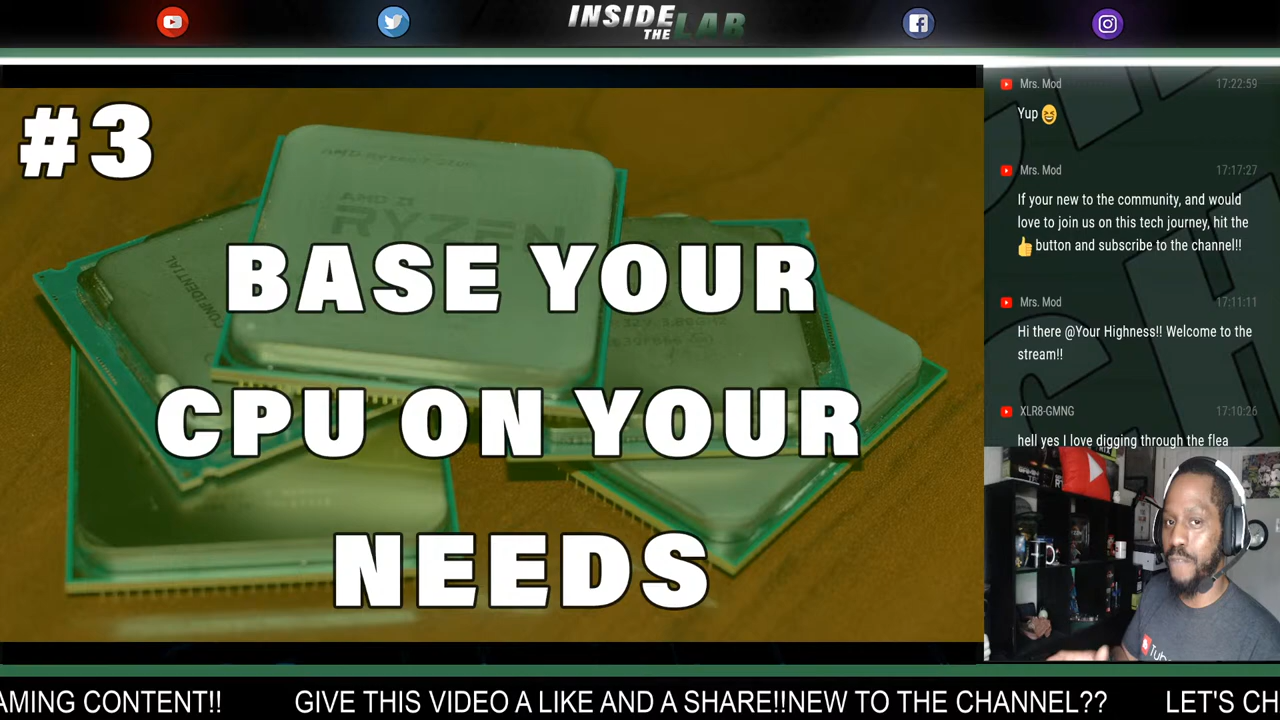 INSIDE
THE LAB
#3
AMD
RYZEN
CONFIDENTIAL
BASE YOUR
CPU ON YOUR
NEEDS
Mrs. Mod 17:22:59
Yup 😆
Mrs. Mod 17:17:27
If your new to the community, and would
love to join us on this tech journey, hit the
👍 button and subscribe to the channel!!
Mrs. Mod 17:11:11
Hi there @Your Highness!! Welcome to the
stream!!
XLR8-GMNG 17:10:26
hell yes I love digging through the flea
AMING CONTENT!! GIVE THIS VIDEO A LIKE AND A SHARE!!NEW TO THE CHANNEL?? LET'S CH